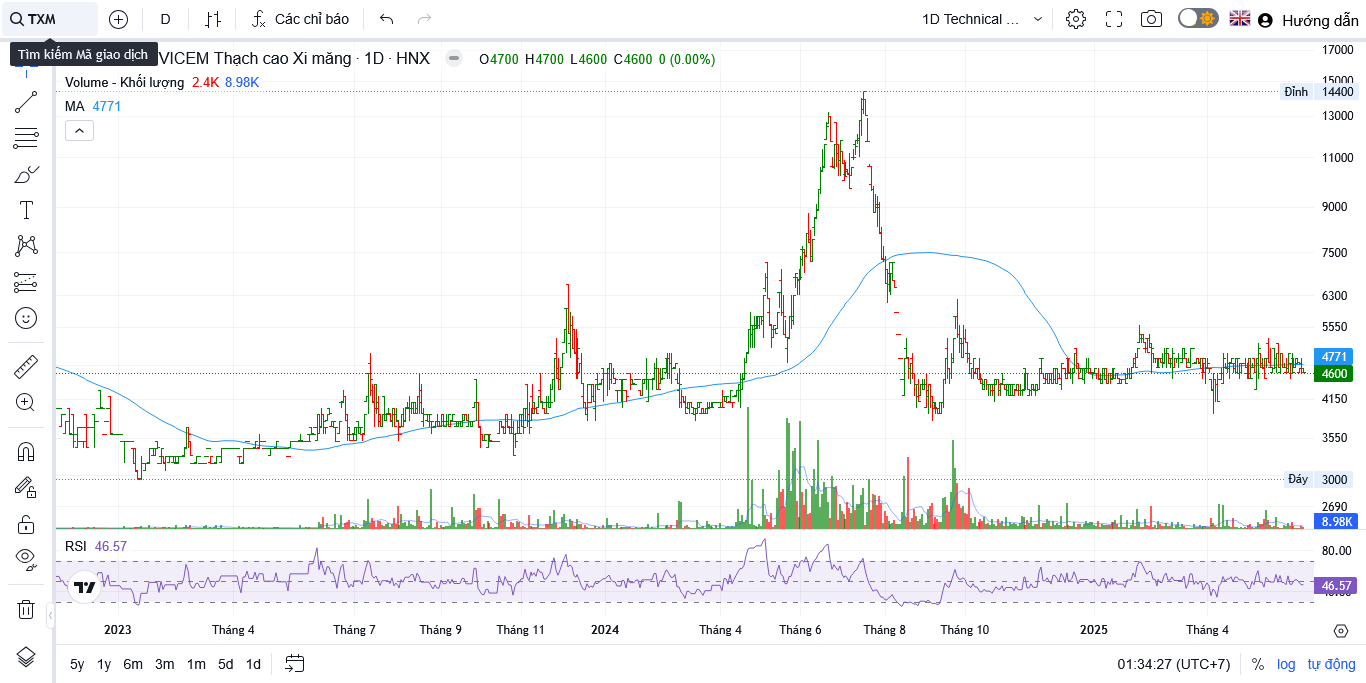 TXM D Các chỉ báo 1D Technical ... Hướng dẫn
Tìm kiếm Mã giao dịch
VICEM Thạch cao Xi măng · 1D · HNX O4700 H4700 L4600 C4600 0 (0.00%)
Volume - Khối lượng 2.4K 8.98K
MA 4771
17000
15000
Đỉnh 14400
13000
11000
9000
7500
6300
5550
4771
4600
4150
3550
Đáy 3000
2690
8.98K
RSI 46.57
80.00
46.57
2023 Tháng 4 Tháng 7 Tháng 9 Tháng 11 2024 Tháng 4 Tháng 6 Tháng 8 Tháng 10 2025 Tháng 4
5y 1y 6m 3m 1m 5d 1d 01:34:27 (UTC+7) % log tự động